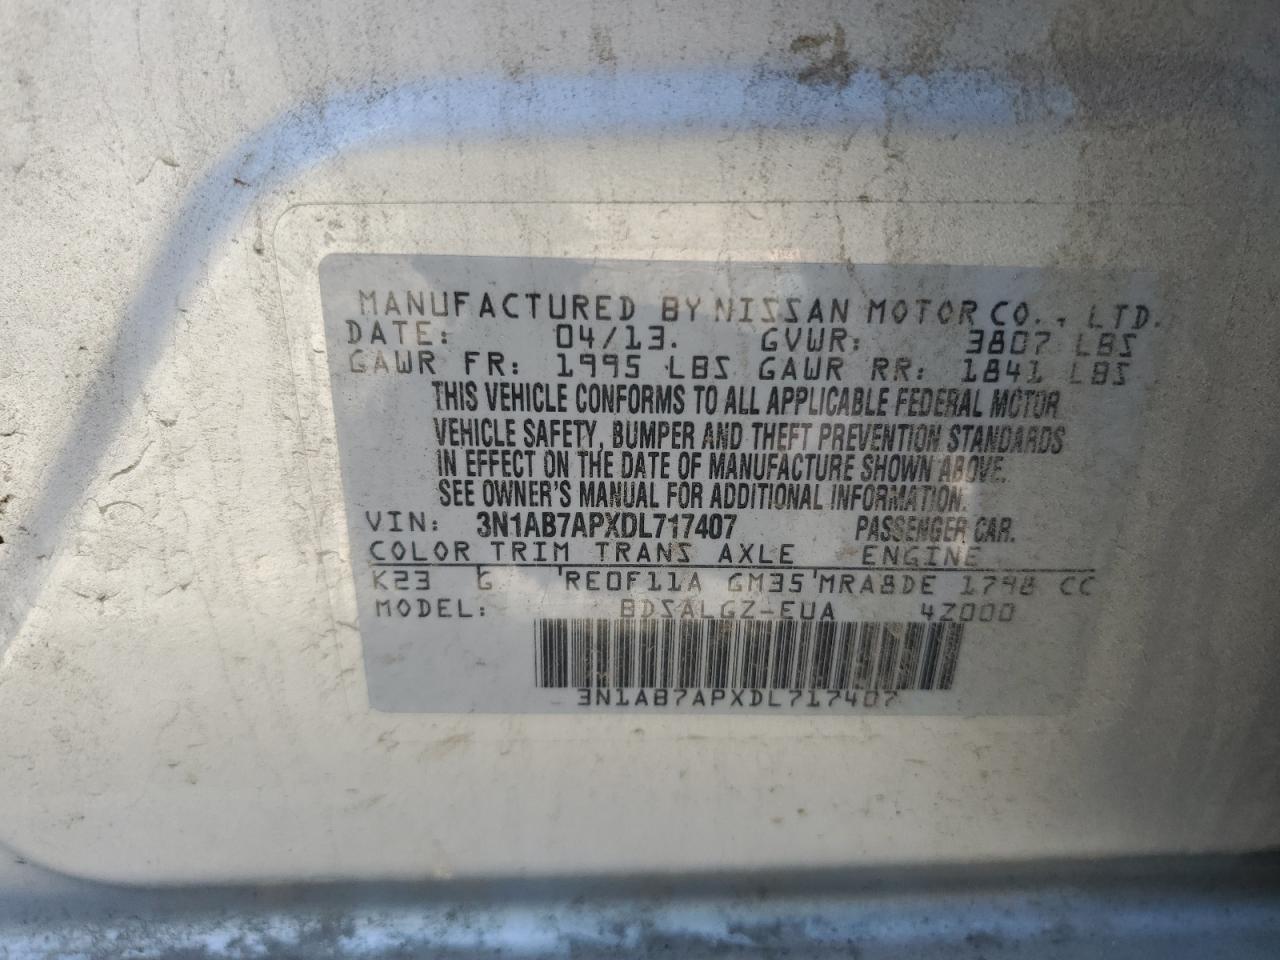 MANUFACTURED BY NISSAN MOTOR CO., LTD.
DATE: 04/13. GVWR: 3807 LBS
GAWR FR: 1995 LBS GAWR RR: 1841 LBS
THIS VEHICLE CONFORMS TO ALL APPLICABLE FEDERAL MOTOR
VEHICLE SAFETY, BUMPER AND THEFT PREVENTION STANDARDS
IN EFFECT ON THE DATE OF MANUFACTURE SHOWN ABOVE.
SEE OWNER'S MANUAL FOR ADDITIONAL INFORMATION.
VIN: 3N1AB7APXDL717407 PASSENGER CAR.
COLOR TRIM TRANS AXLE ENGINE
K23 G RE0F11A GM35 MRA8DE 1798 CC
MODEL: BDSALGZ-EUA 4Z000
3N1AB7APXDL717407